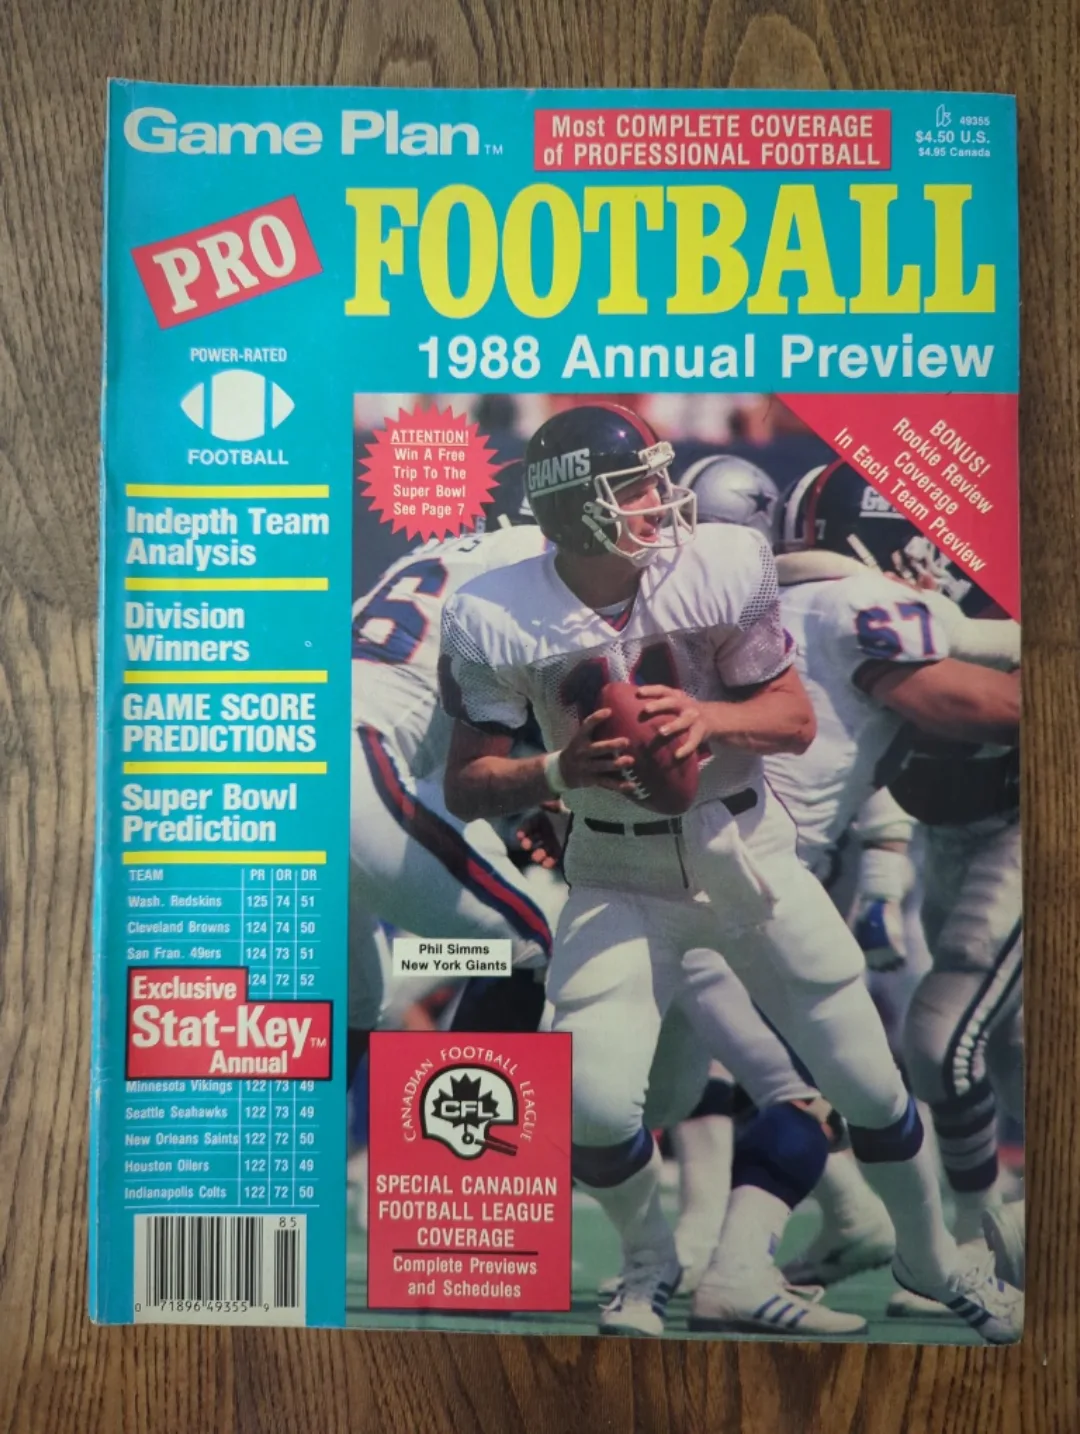 Game Plan™
Most COMPLETE COVERAGE
of PROFESSIONAL FOOTBALL
49355
$4.50 U.S.
$4.95 Canada
PRO
FOOTBALL
1988 Annual Preview
POWER-RATED
FOOTBALL
Indepth Team
Analysis
Division
Winners
GAME SCORE
PREDICTIONS
Super Bowl
Prediction
TEAM PR OR DR
Wash. Redskins 125 74 51
Cleveland Browns 124 74 50
San Fran. 49ers 124 73 51
124 72 52
Exclusive
Stat-Key™
Annual
Minnesota Vikings 122 73 49
Seattle Seahawks 122 73 49
New Orleans Saints 122 72 50
Houston Oilers 122 73 49
Indianapolis Colts 122 72 50
85
0 71896 49355 9
ATTENTION!
Win A Free
Trip To The
Super Bowl
See Page 7
BONUS!
Rookie Review
Coverage
In Each Team Preview
GIANTS
67
11
Phil Simms
New York Giants
CANADIAN FOOTBALL LEAGUE
CFL
SPECIAL CANADIAN
FOOTBALL LEAGUE
COVERAGE
Complete Previews
and Schedules